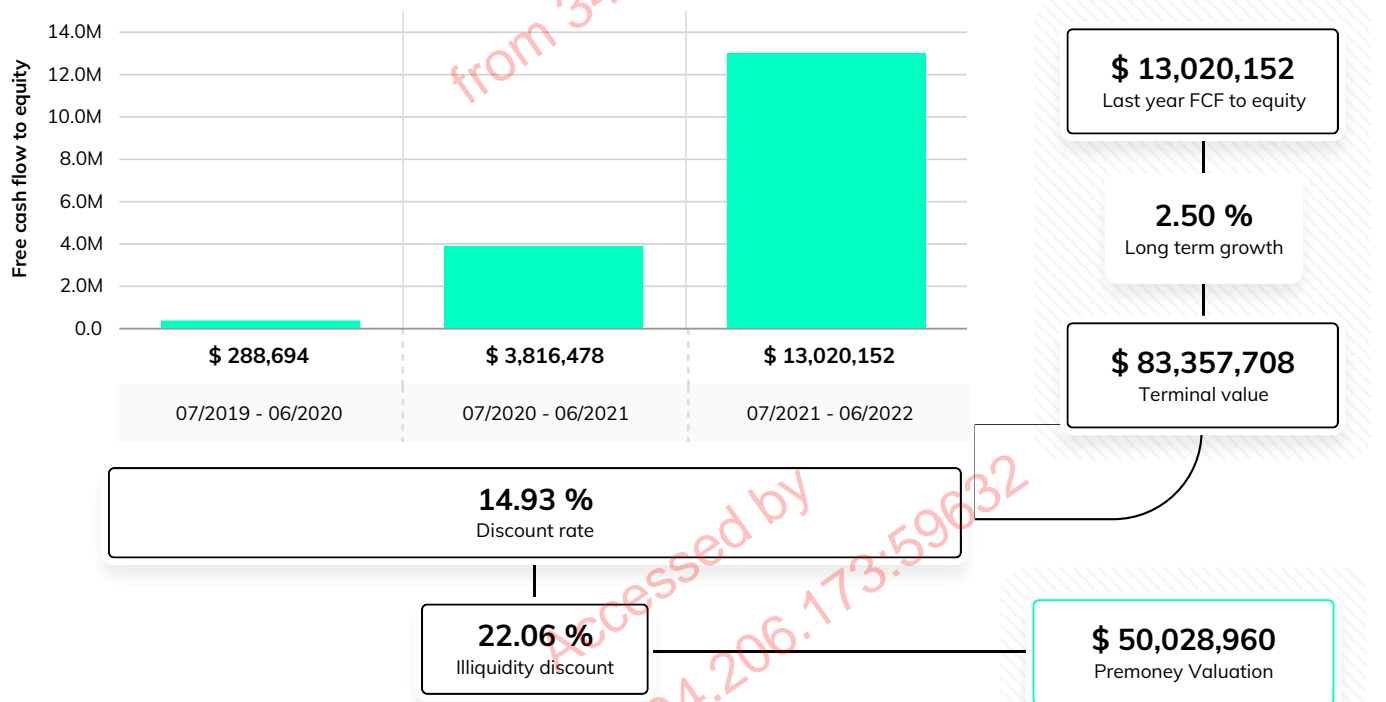 Free cash flow to equity
14.0M
12.0M
10.0M
8.0M
6.0M
4.0M
2.0M
0.0
$ 288,694
$ 3,816,478
$ 13,020,152
07/2019 - 06/2020
07/2020 - 06/2021
07/2021 - 06/2022
$ 13,020,152
Last year FCF to equity
2.50 %
Long term growth
$ 83,357,708
Terminal value
14.93 %
Discount rate
22.06 %
Illiquidity discount
$ 50,028,960
Premoney Valuation
Accessed by
from 34.206.173:59632